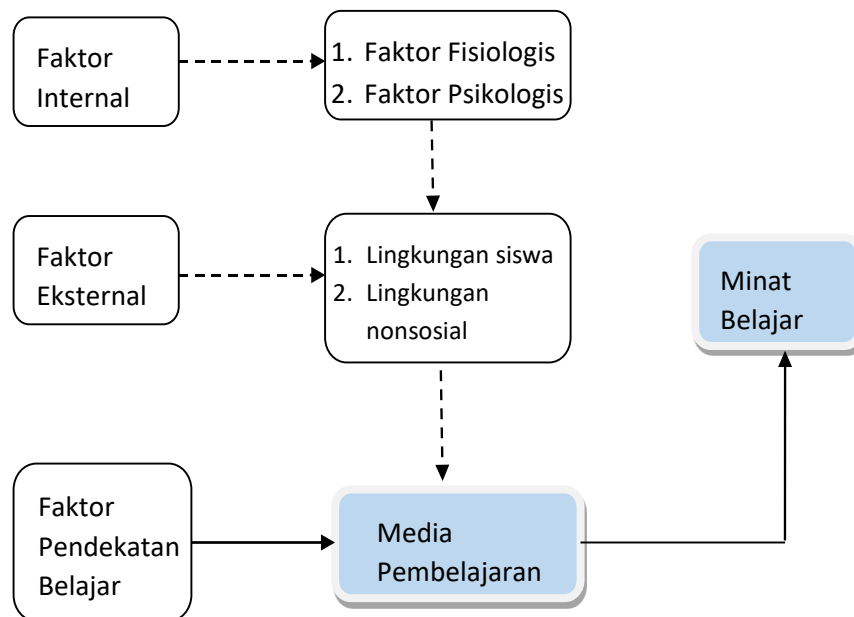 Faktor
Internal
1. Faktor Fisiologis
2. Faktor Psikologis
Faktor
Eksternal
1. Lingkungan siswa
2. Lingkungan
nonsosial
Minat
Belajar
Faktor
Pendekatan
Belajar
Media
Pembelajaran